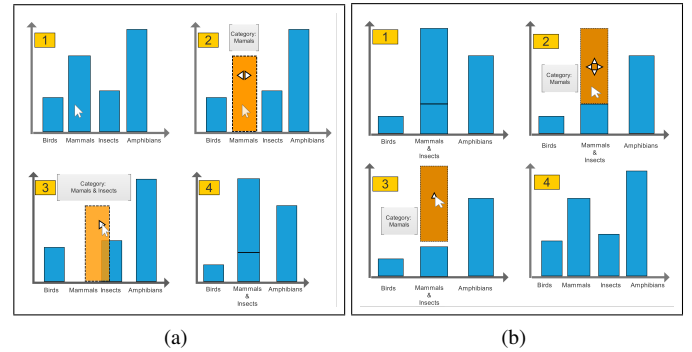 1
Birds Mammals Insects Amphibians
2
Category:
Mamals
Birds Mammals Insects Amphibians
3
Category:
Mamals & Insects
Birds Mammals Insects Amphibians
4
Birds Mammals Amphibians
&
Insects
(a)
1
Birds Mammals Amphibians
&
Insects
2
Category:
Mamals
Birds Mammals Amphibians
&
Insects
3
Category:
Mamals
Birds Mammals Amphibians
&
Insects
4
Birds Mammals Insects Amphibians
(b)